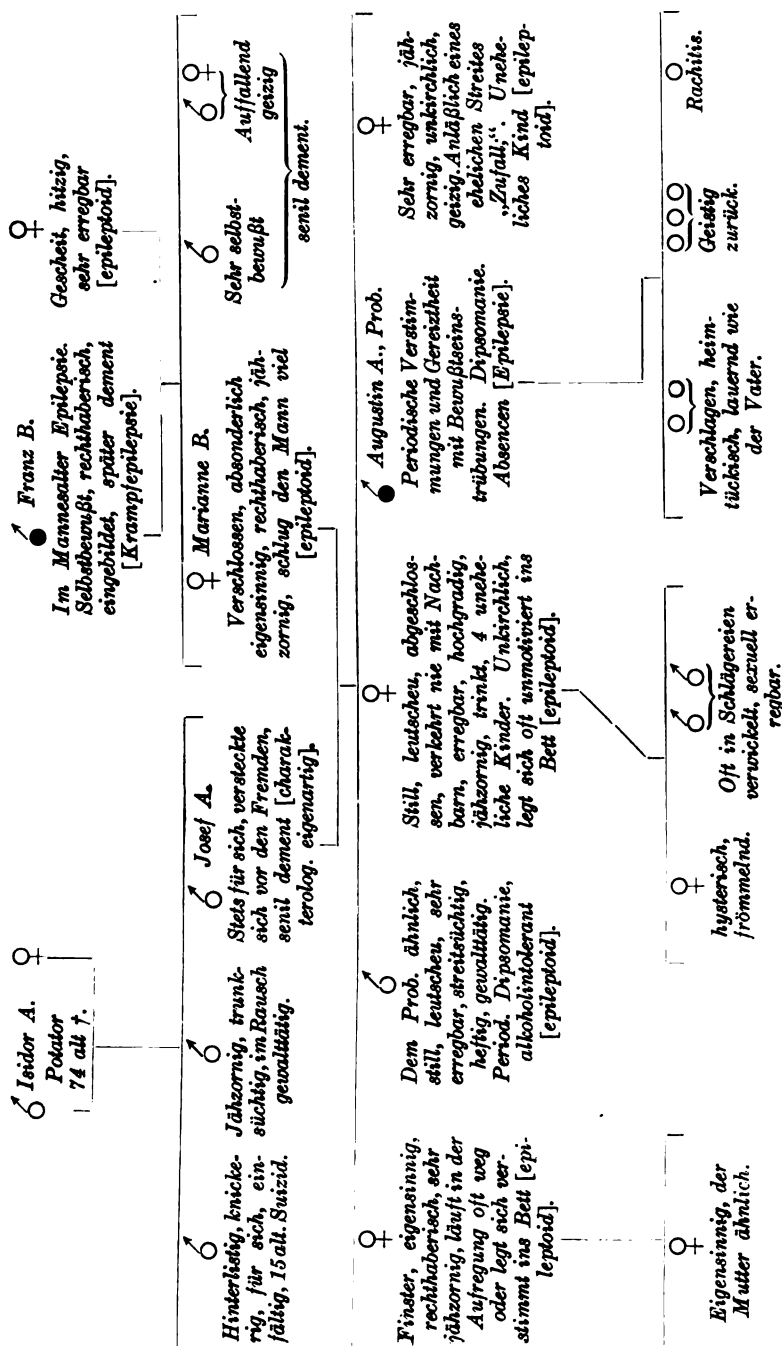 ♂ Isidor A.
Potator
74 alt †.
♀
♂ Franz B.
Im Mannesalter Epilepsie.
Selbstbewußt, rechthaberisch,
eingebildet, später dement
[Krampfepilepsie].
♀
Gescheit, hitzig,
sehr erregbar
[epileptoid].
♂
Hinterlistig, knicke-
rig, für sich, ein-
fältig, 15 alt. Suizid.
♂
Jähzornig, trunk-
süchtig, im Rausch
gewalttätig.
♂ Josef A.
Stets für sich, versteckte
sich vor den Fremden,
senil dement [charak-
terolog. eigenartig].
♀ Marianne B.
Verschlossen, absonderlich
eigensinnig, rechthaberisch, jäh-
zornig, schlug den Mann viel
[epileptoid].
♂
Sehr selbst-
bewußt
♂ ♀
Auffallend
geizig
senil dement.
♀
Finster, eigensinnig,
rechthaberisch, sehr
jähzornig, läuft in der
Aufregung oft weg
oder legt sich ver-
stimmt ins Bett [epi-
leptoid].
♂
Dem Prob. ähnlich,
still, leutscheu, sehr
erregbar, streitsüchtig,
heftig, gewalttätig.
Period. Dipsomanie,
alkoholintolerant
[epileptoid].
♀
Still, leutscheu, abgeschlos-
sen, verkehrt nie mit Nach-
barn, erregbar, hochgradig,
jähzornig, trinkt, 4 unehe-
liche Kinder. Unkirchlich,
legt sich oft unmotiviert ins
Bett [epileptoid].
♂ Augustin A., Prob.
Periodische Verstim-
mungen und Gereiztheit
mit Bewußtseins-
trübungen. Dipsomanie.
Absencen [Epilepsie].
♀
Sehr erregbar, jäh-
zornig, unkirchlich,
geizig. Anläßlich eines
ehelichen Streites
„Zufall“. Unehe-
liches Kind [epilep-
toid].
♀
Eigensinnig, der
Mutter ähnlich.
♀
hysterisch,
frömmelnd.
♂ ♂
Oft in Schlägereien
verwickelt, sexuell er-
regbar.
Verschlagen, heim-
tückisch, lauernd wie
der Vater.
Geistig
zurück.
Rachitis.